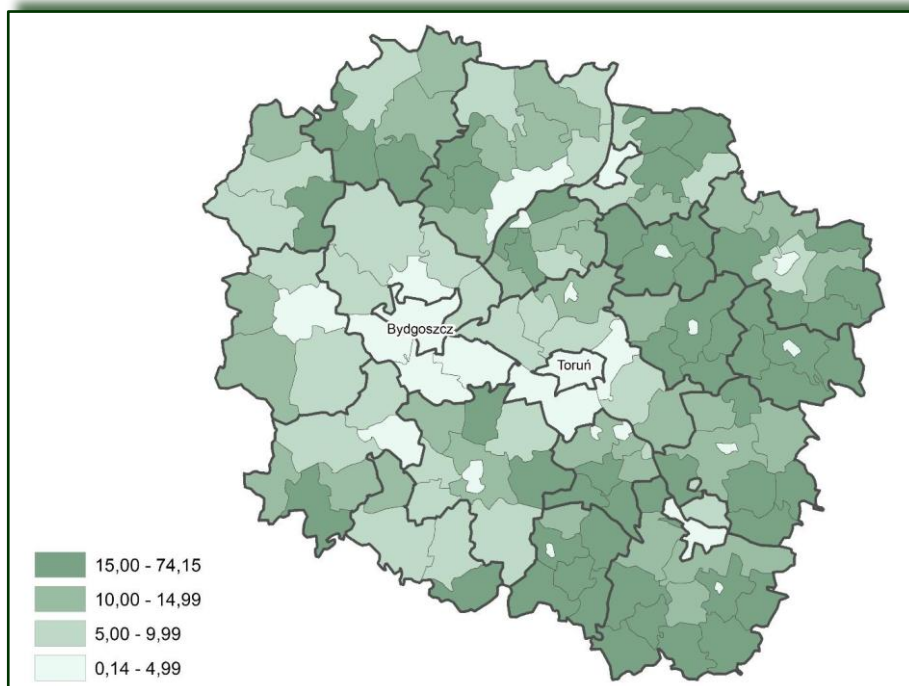 Bydgoszcz
Toruń
15,00 - 74,15
10,00 - 14,99
5,00 - 9,99
0,14 - 4,99